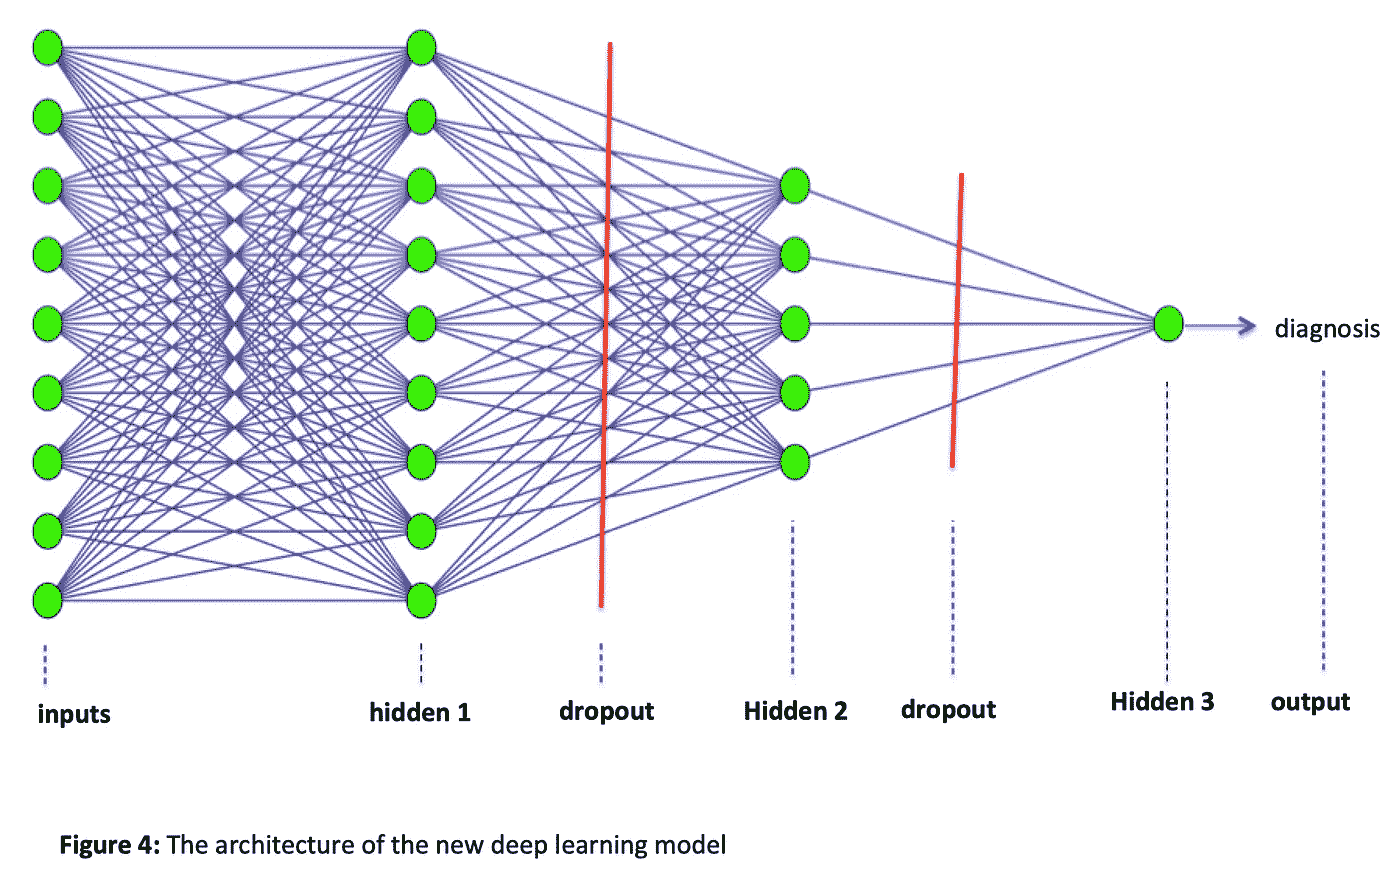 diagnosis
inputs
hidden 1
dropout
Hidden 2
dropout
Hidden 3
output
Figure 4: The architecture of the new deep learning model